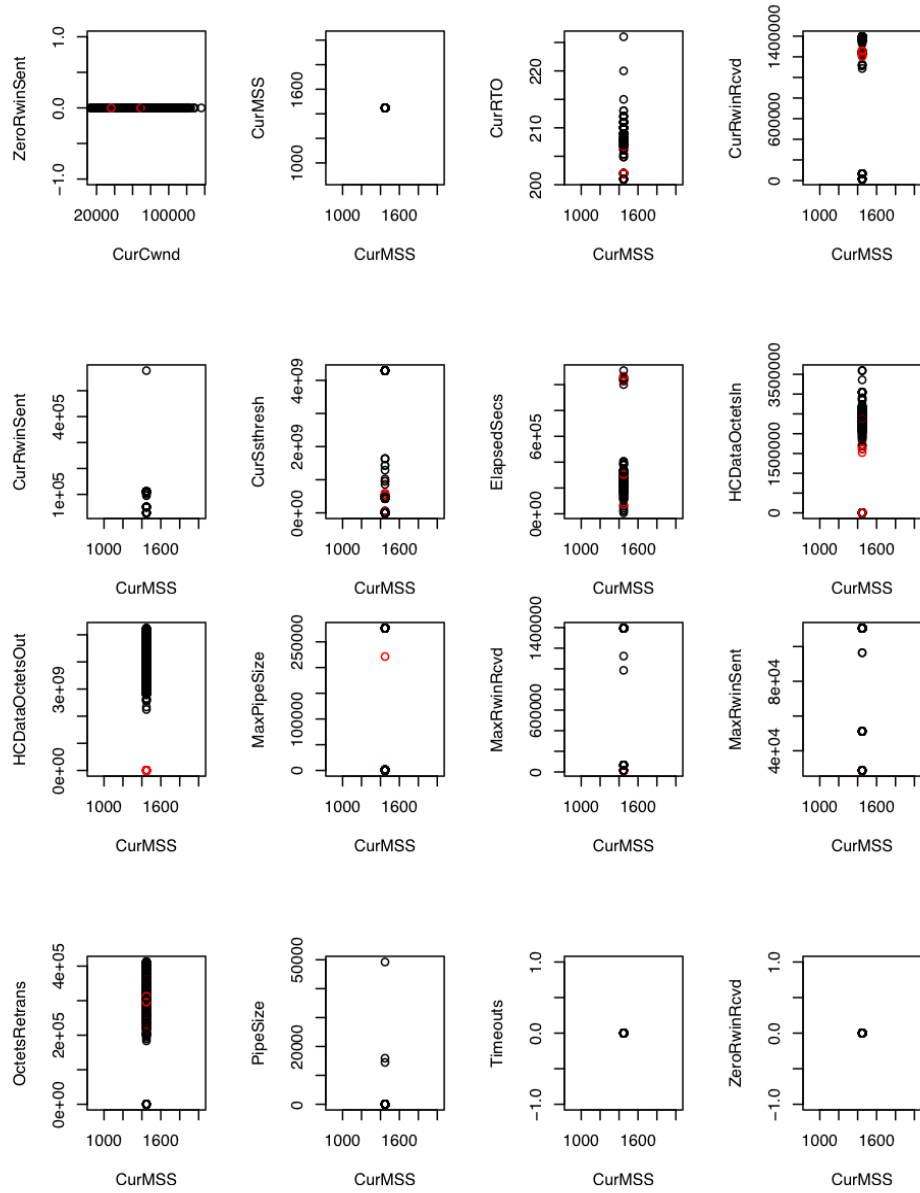 ZeroRwinSent
−1.0 0.0 1.0
20000 100000
CurCwnd
CurMSS
1000 1600
1000 1600
CurMSS
CurRTO
200 210 220
1000 1600
CurMSS
CurRwinRcvd
0 600000 1400000
1000 1600
CurMSS
CurRwinSent
1e+05 4e+05
1000 1600
CurMSS
CurSsthresh
0e+00 2e+09 4e+09
1000 1600
CurMSS
ElapsedSecs
0e+00 6e+05
1000 1600
CurMSS
HCDataOctetsIn
0 1500000 3500000
1000 1600
CurMSS
HCDataOctetsOut
0e+00 3e+09
1000 1600
CurMSS
MaxPipeSize
0 100000 250000
1000 1600
CurMSS
MaxRwinRcvd
0 600000 1400000
1000 1600
CurMSS
MaxRwinSent
4e+04 8e+04
1000 1600
CurMSS
OctetsRetrans
0e+00 2e+05 4e+05
1000 1600
CurMSS
PipeSize
0 20000 50000
1000 1600
CurMSS
Timeouts
−1.0 0.0 1.0
1000 1600
CurMSS
ZeroRwinRcvd
−1.0 0.0 1.0
1000 1600
CurMSS